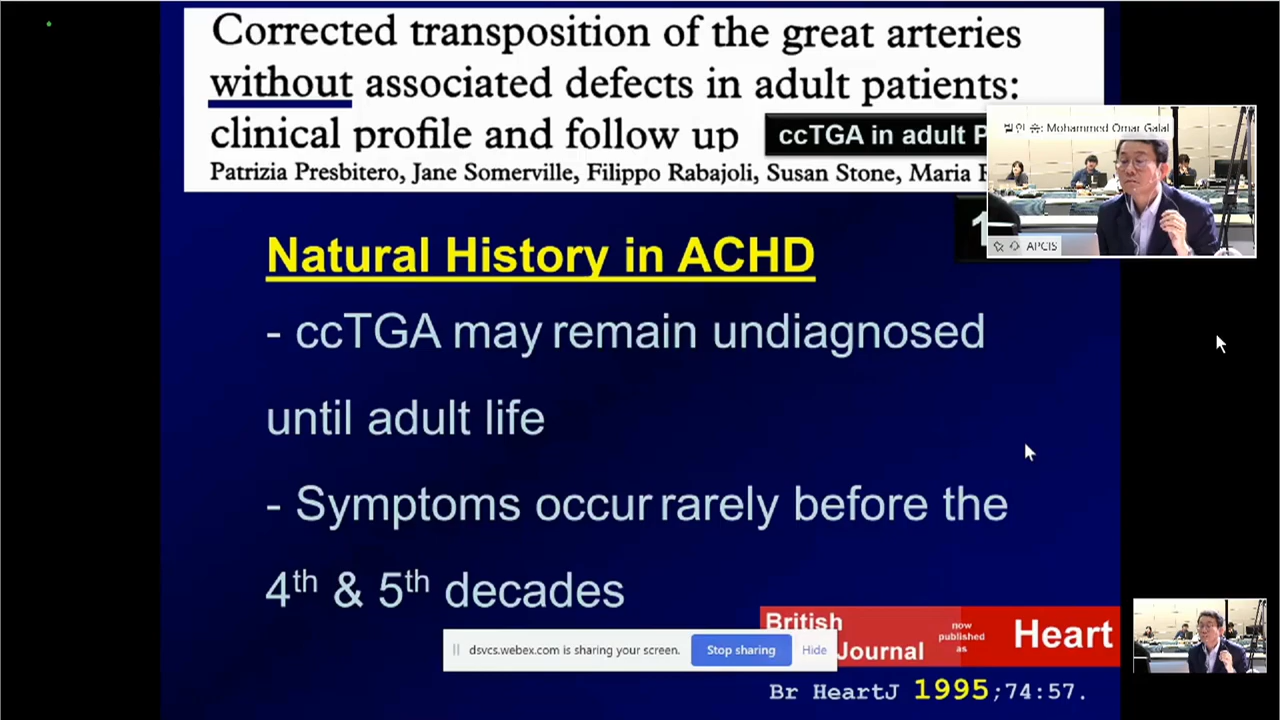 Corrected transposition of the great arteries
without associated defects in adult patients:
clinical profile and follow up
ccTGA in adult
Patrizia Presbitero, Jane Somerville, Filippo Rabajoli, Susan Stone, Maria
Mohammed Omar Galal
APCIS
Natural History in ACHD
- ccTGA may remain undiagnosed
until adult life
- Symptoms occur rarely before the
4th & 5th decades
British
Journal
now
published
as
Heart
dsvcs.webex.com is sharing your screen.
Stop sharing
Hide
Br HeartJ 1995;74:57.